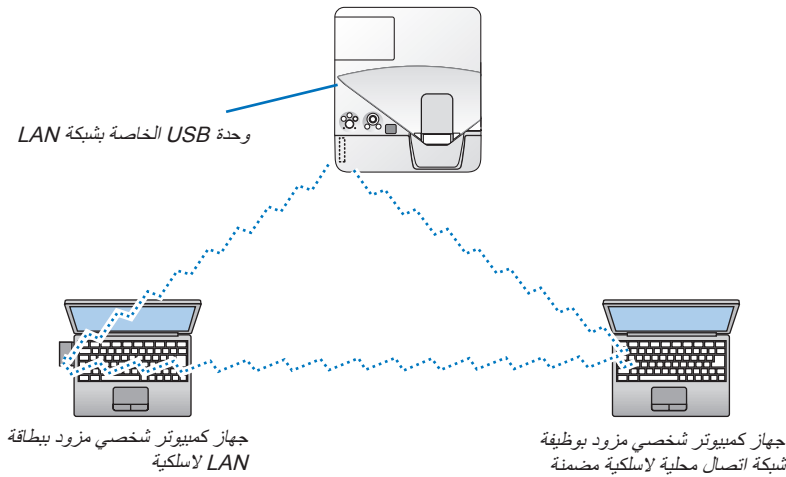 وحدة USB الخاصة بشبكة LAN
جهاز كمبيوتر شخصي مزود بوظيفة
شبكة اتصال محلية لاسلكية مضمنة
جهاز كمبيوتر شخصي مزود ببطاقة
LAN لاسلكية